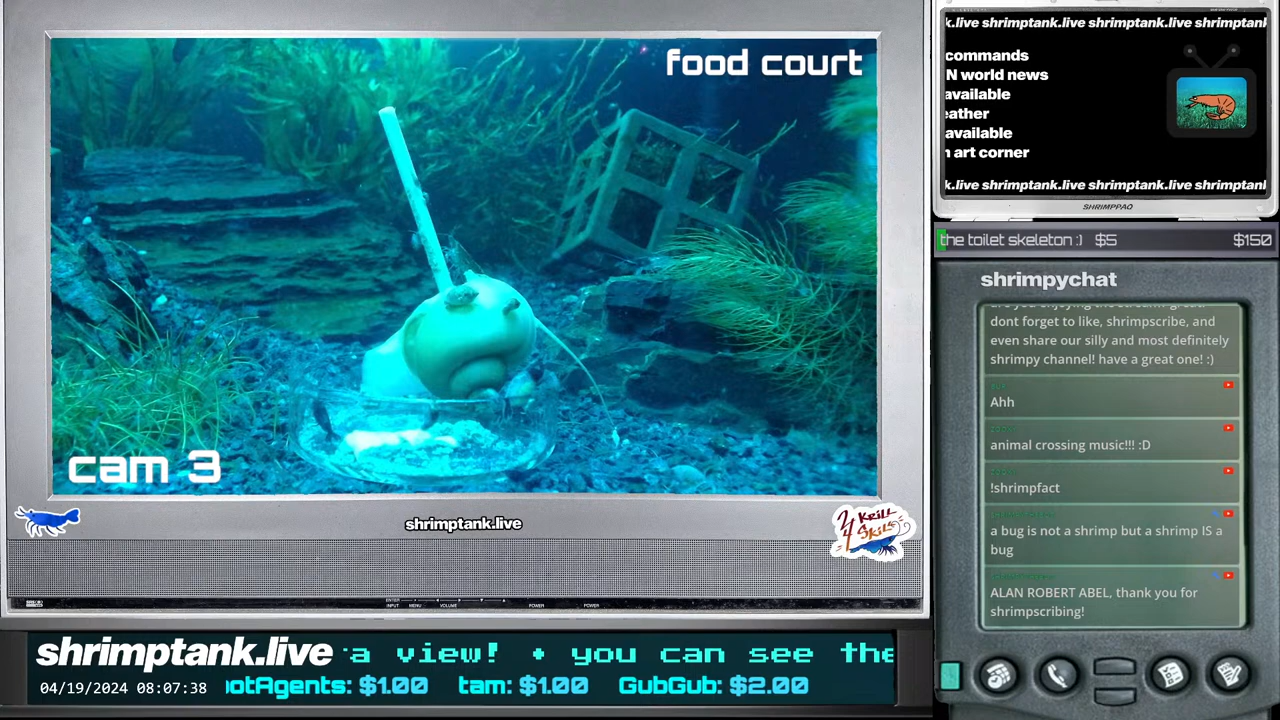 food court
cam 3
shrimptank.live
24
KRILL
SKILL
shrimptank.live
04/19/2024 08:07:38
a view! • you can see the
otAgents: $1.00 tam: $1.00 GubGub: $2.00
k.live shrimptank.live shrimptank.live shrimptank
commands
N world news
available
eather
available
n art corner
k.live shrimptank.live shrimptank.live shrimptank
SHRIMPPAQ
the toilet skeleton :) $5 $150
shrimpychat
dont forget to like, shrimpscribe, and
even share our silly and most definitely
shrimpy channel! have a great one! :)
Ahh
animal crossing music!!! :D
!shrimpfact
a bug is not a shrimp but a shrimp IS a
bug
ALAN ROBERT ABEL, thank you for
shrimpscribing!